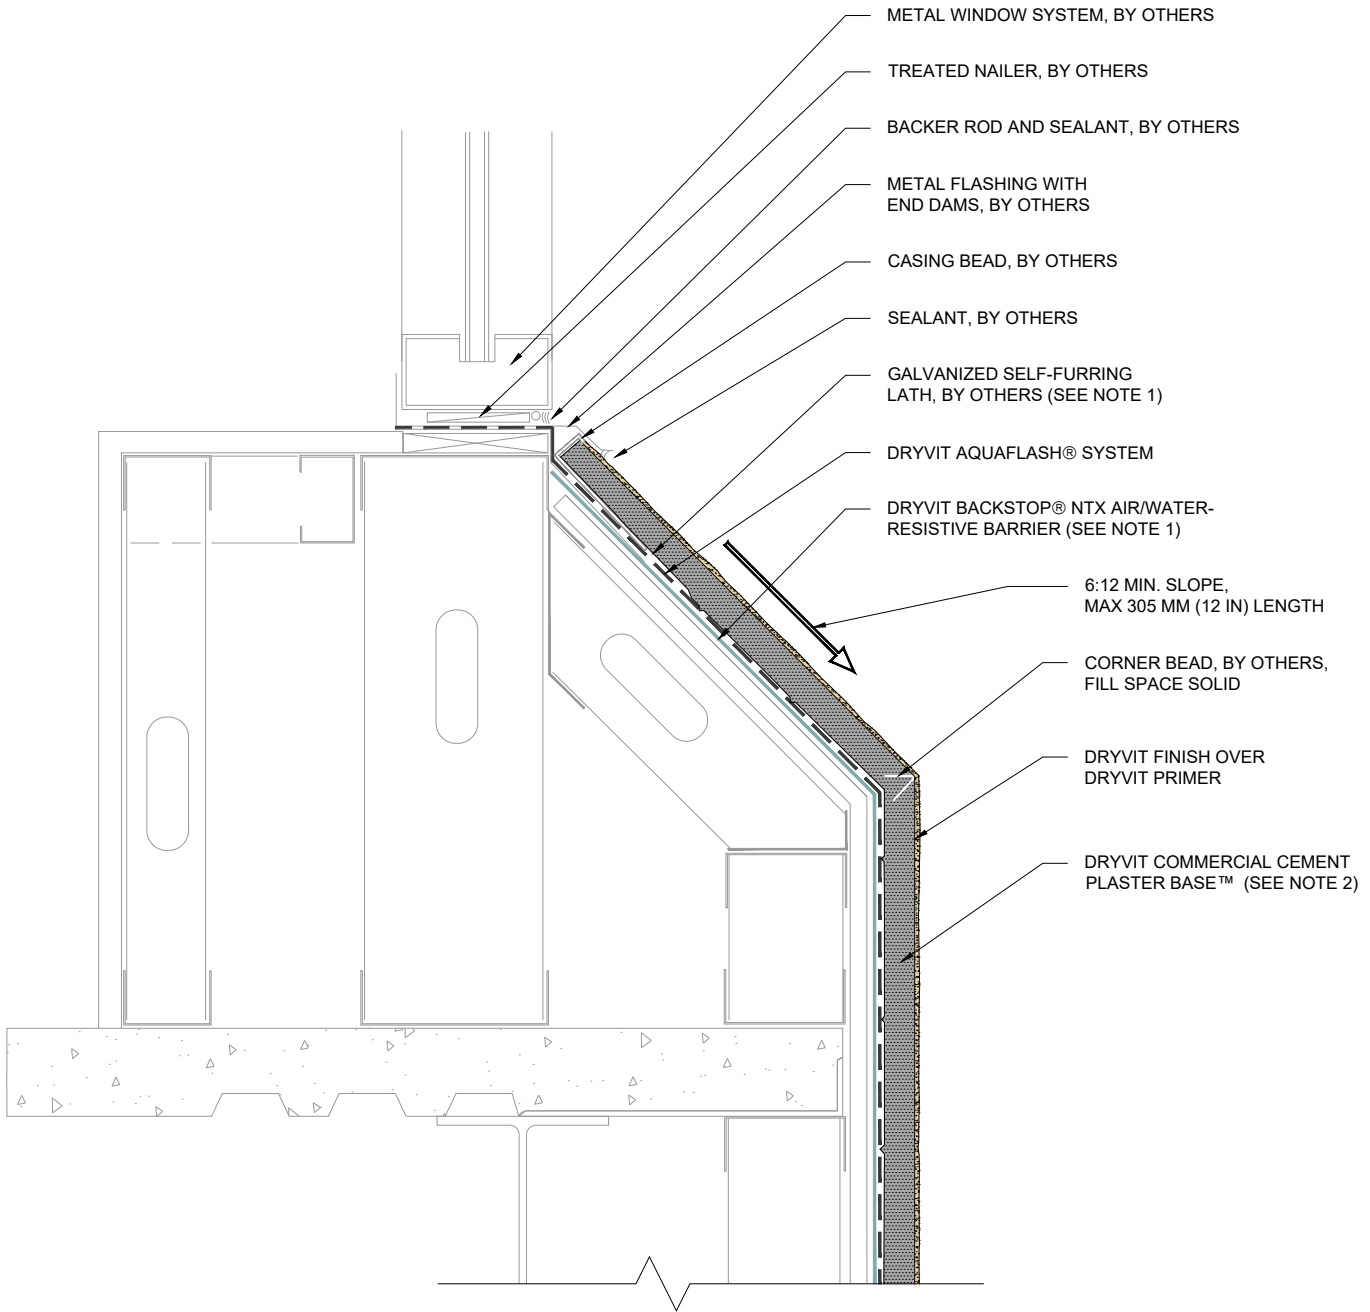 METAL WINDOW SYSTEM, BY OTHERS
TREATED NAILER, BY OTHERS
BACKER ROD AND SEALANT, BY OTHERS
METAL FLASHING WITH
END DAMS, BY OTHERS
CASING BEAD, BY OTHERS
SEALANT, BY OTHERS
GALVANIZED SELF-FURRING
LATH, BY OTHERS (SEE NOTE 1)
DRYVIT AQUAFLASH® SYSTEM
DRYVIT BACKSTOP® NTX AIR/WATER-
RESISTIVE BARRIER (SEE NOTE 1)
6:12 MIN. SLOPE,
MAX 305 MM (12 IN) LENGTH
CORNER BEAD, BY OTHERS,
FILL SPACE SOLID
DRYVIT FINISH OVER
DRYVIT PRIMER
DRYVIT COMMERCIAL CEMENT
PLASTER BASE™ (SEE NOTE 2)